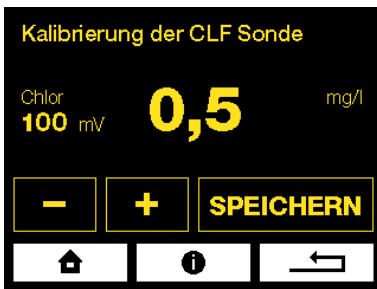 Kalibrierung der CLF Sonde
Chlor
100 mV
0,5
mg/l
− + SPEICHERN